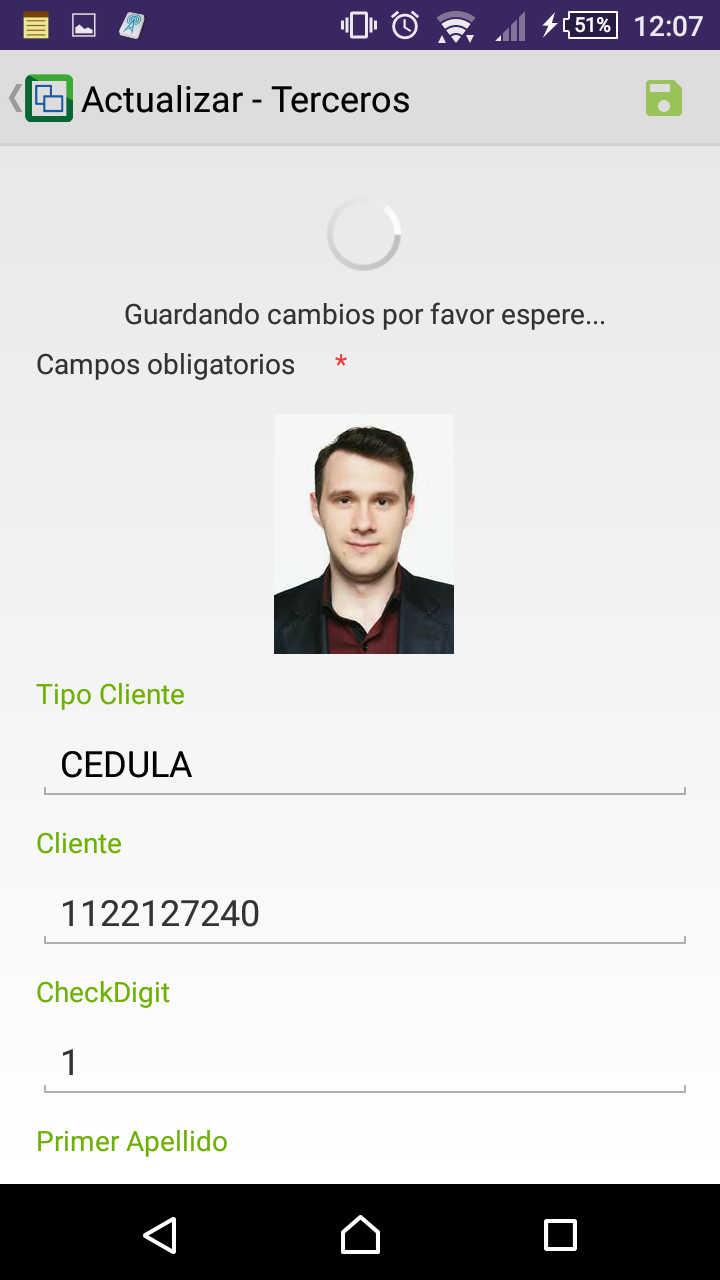 51% 12:07
Actualizar - Terceros
Guardando cambios por favor espere...
Campos obligatorios *
Tipo Cliente
CEDULA
Cliente
1122127240
CheckDigit
1
Primer Apellido